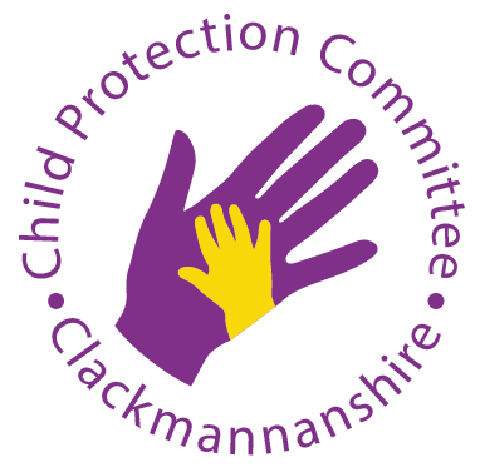 Child Protection Committee
• Clackmannanshire •